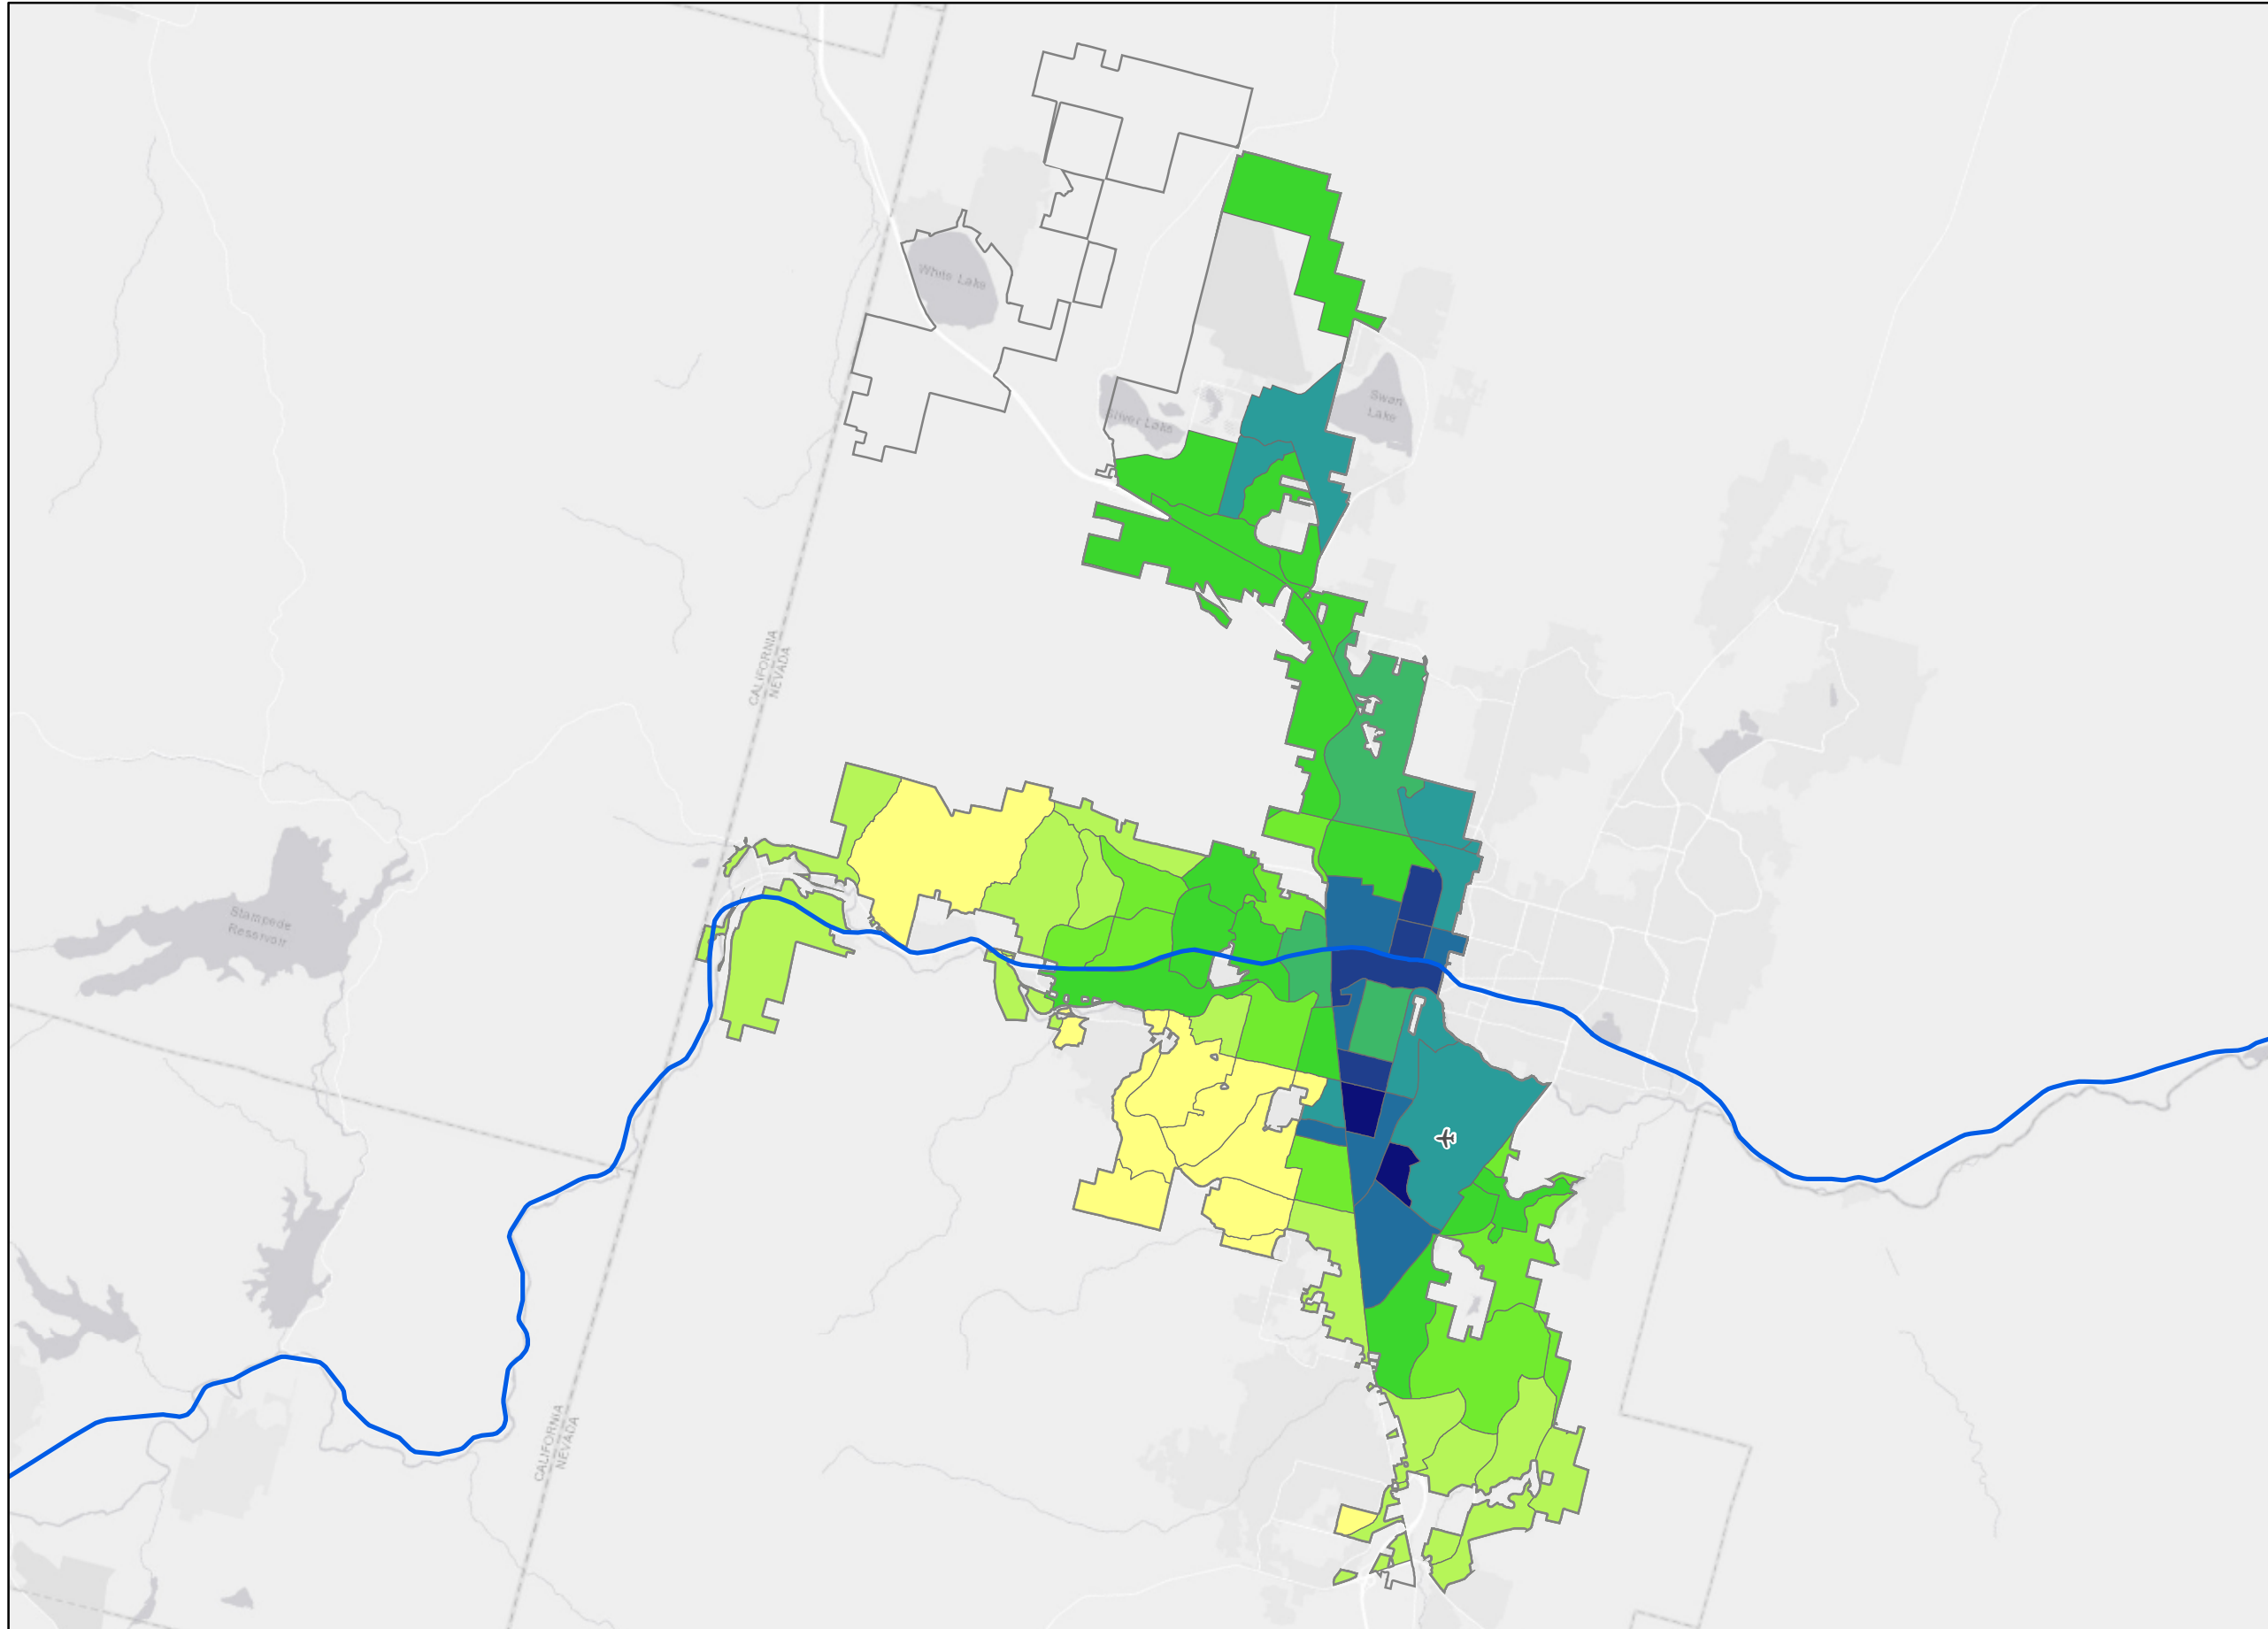 White Lake
Silver Lake
Swan
Lake
CALIFORNIA
NEVADA
Stampede
Reservoir
CALIFORNIA
NEVADA